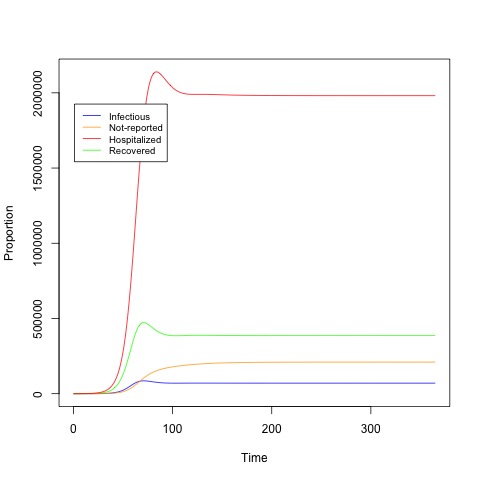 Proportion
2000000
1500000
1000000
500000
0
Infectious
Not-reported
Hospitalized
Recovered
0 100 200 300
Time